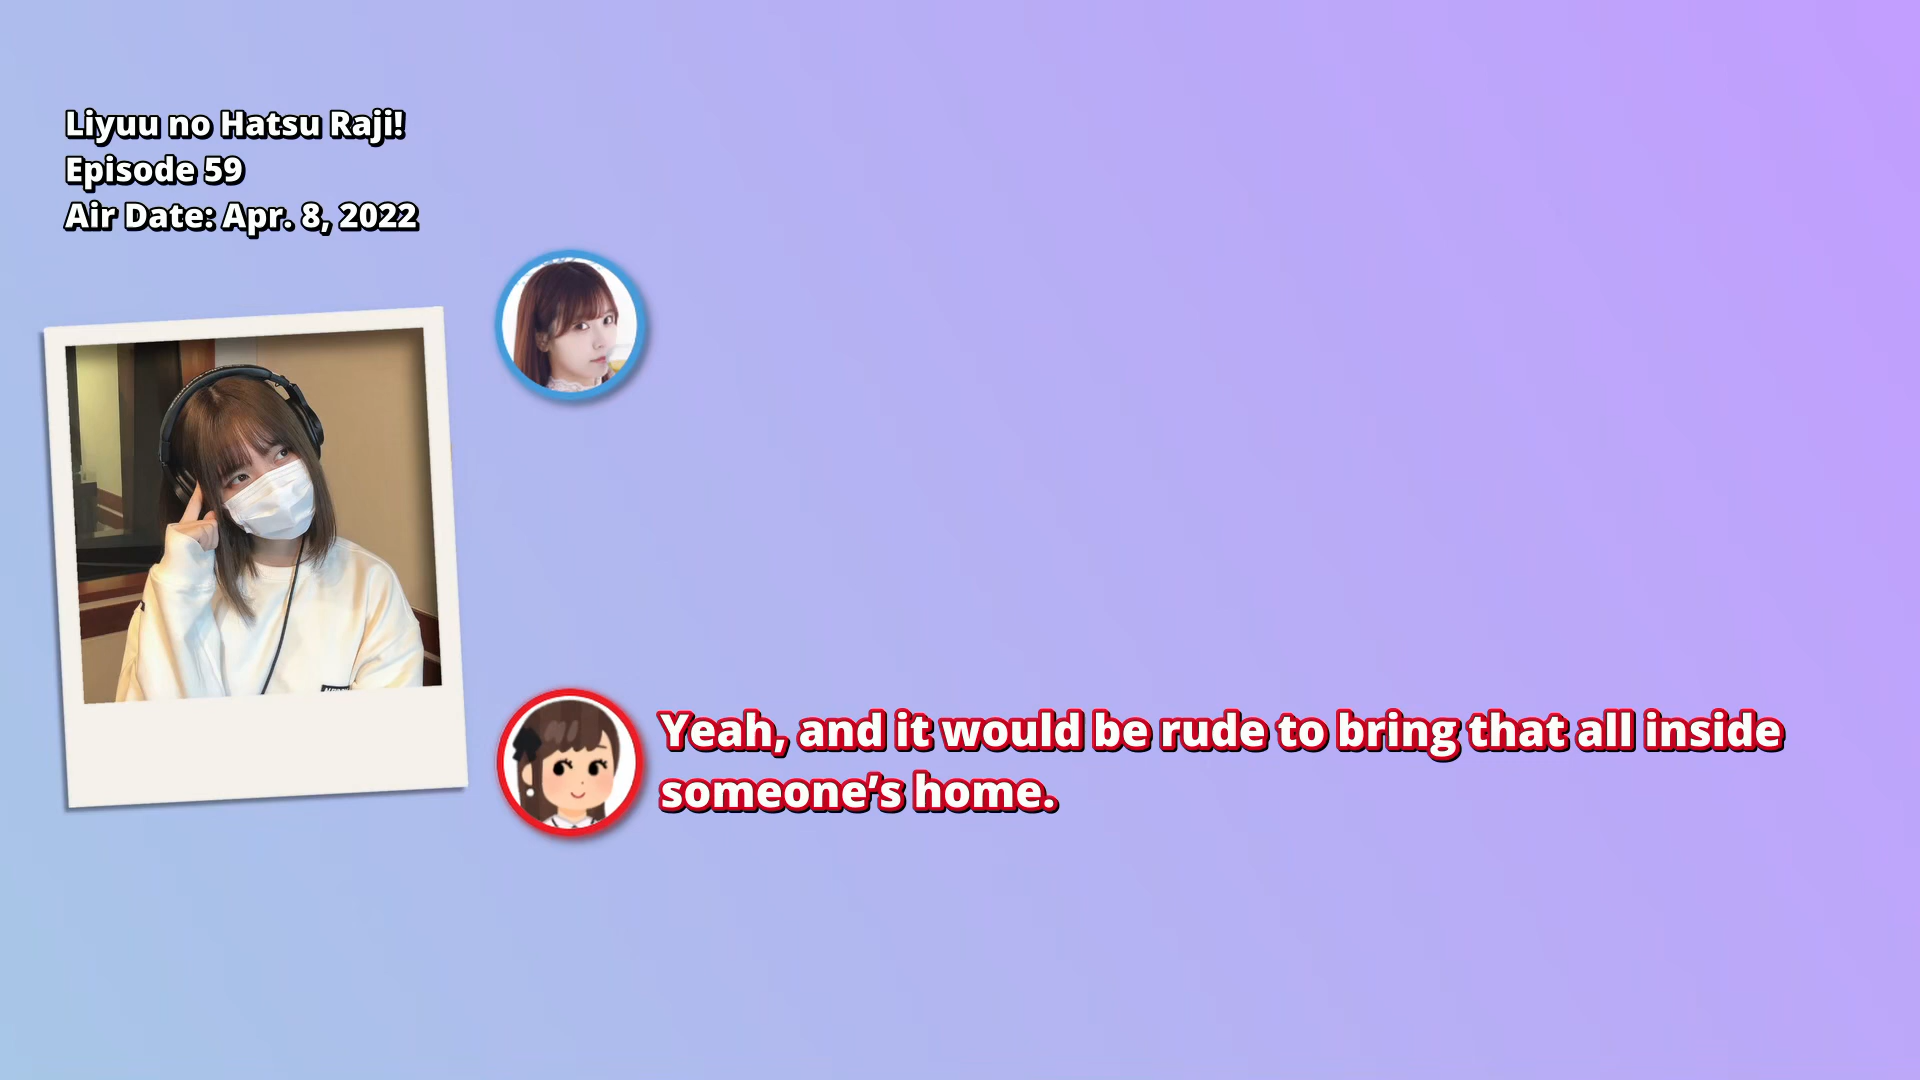 Liyuu no Hatsu Raji!
Episode 59
Air Date: Apr. 8, 2022
Yeah, and it would be rude to bring that all inside
someone’s home.